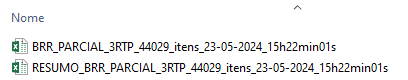 Nome
BRR_PARCIAL_3RTP_44029_itens_23-05-2024_15h22min01s
RESUMO_BRR_PARCIAL_3RTP_44029_itens_23-05-2024_15h22min01s